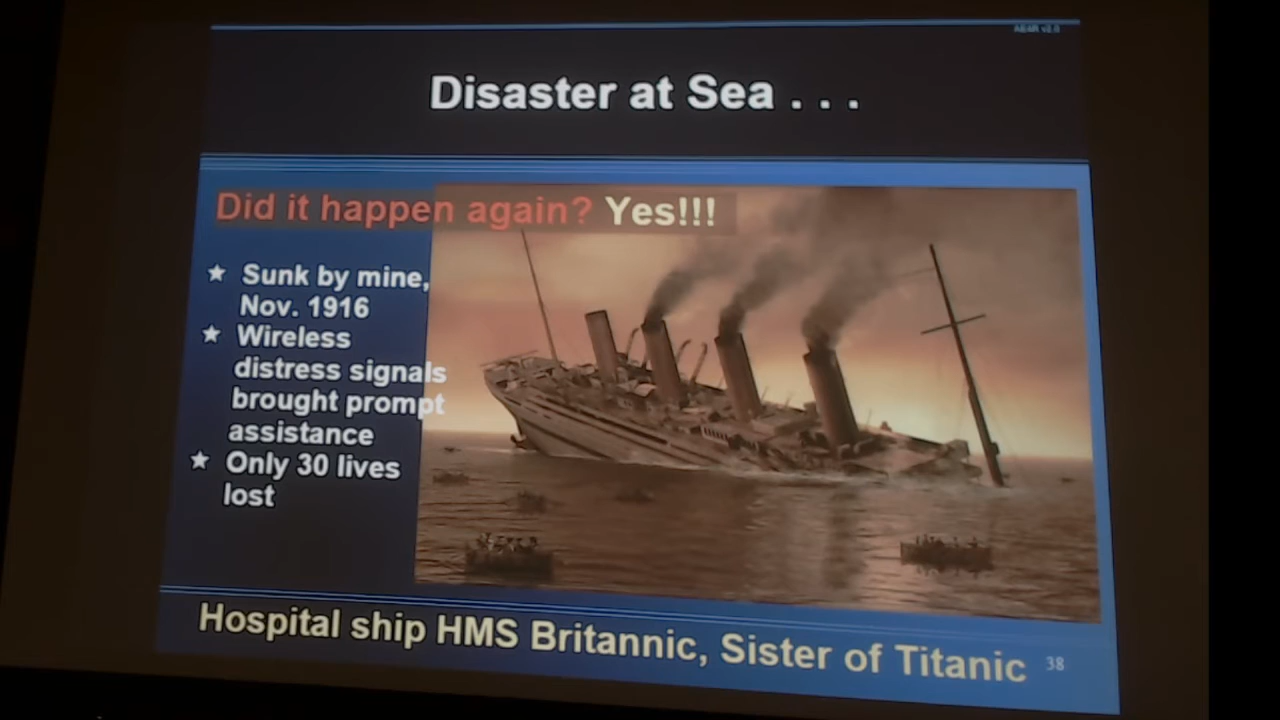 Disaster at Sea . . .
Did it happen again? Yes!!!
Sunk by mine,
Nov. 1916
Wireless
distress signals
brought prompt
assistance
Only 30 lives
lost
Hospital ship HMS Britannic, Sister of Titanic
38